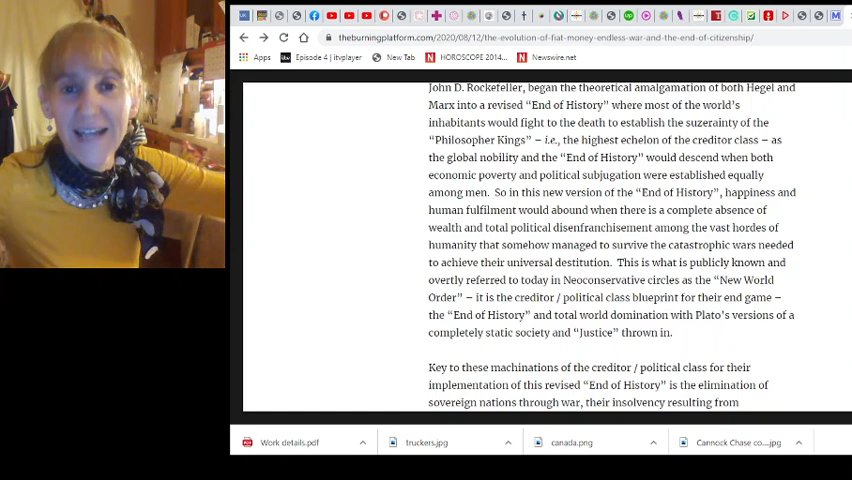 theburningplatform.com/2020/08/12/the-evolution-of-fiat-money-endless-war-and-the-end-of-citizenship/
Apps
Episode 4 | itvplayer
New Tab
HOROSCOPE 2014...
Newswire.net
John D. Rockefeller, began the theoretical amalgamation of both Hegel and
Marx into a revised “End of History” where most of the world’s
inhabitants would fight to the death to establish the suzerainty of the
“Philosopher Kings” – i.e., the highest echelon of the creditor class – as
the global nobility and the “End of History” would descend when both
economic poverty and political subjugation were established equally
among men. So in this new version of the “End of History”, happiness and
human fulfilment would abound when there is a complete absence of
wealth and total political disenfranchisement among the vast hordes of
humanity that somehow managed to survive the catastrophic wars needed
to achieve their universal destitution. This is what is publicly known and
overtly referred to today in Neoconservative circles as the “New World
Order” – it is the creditor / political class blueprint for their end game –
the “End of History” and total world domination with Plato’s versions of a
completely static society and “Justice” thrown in.
Key to these machinations of the creditor / political class for their
implementation of this revised “End of History” is the elimination of
sovereign nations through war, their insolvency resulting from
Work details.pdf
truckers.jpg
canada.png
Cannock Chase co....jpg